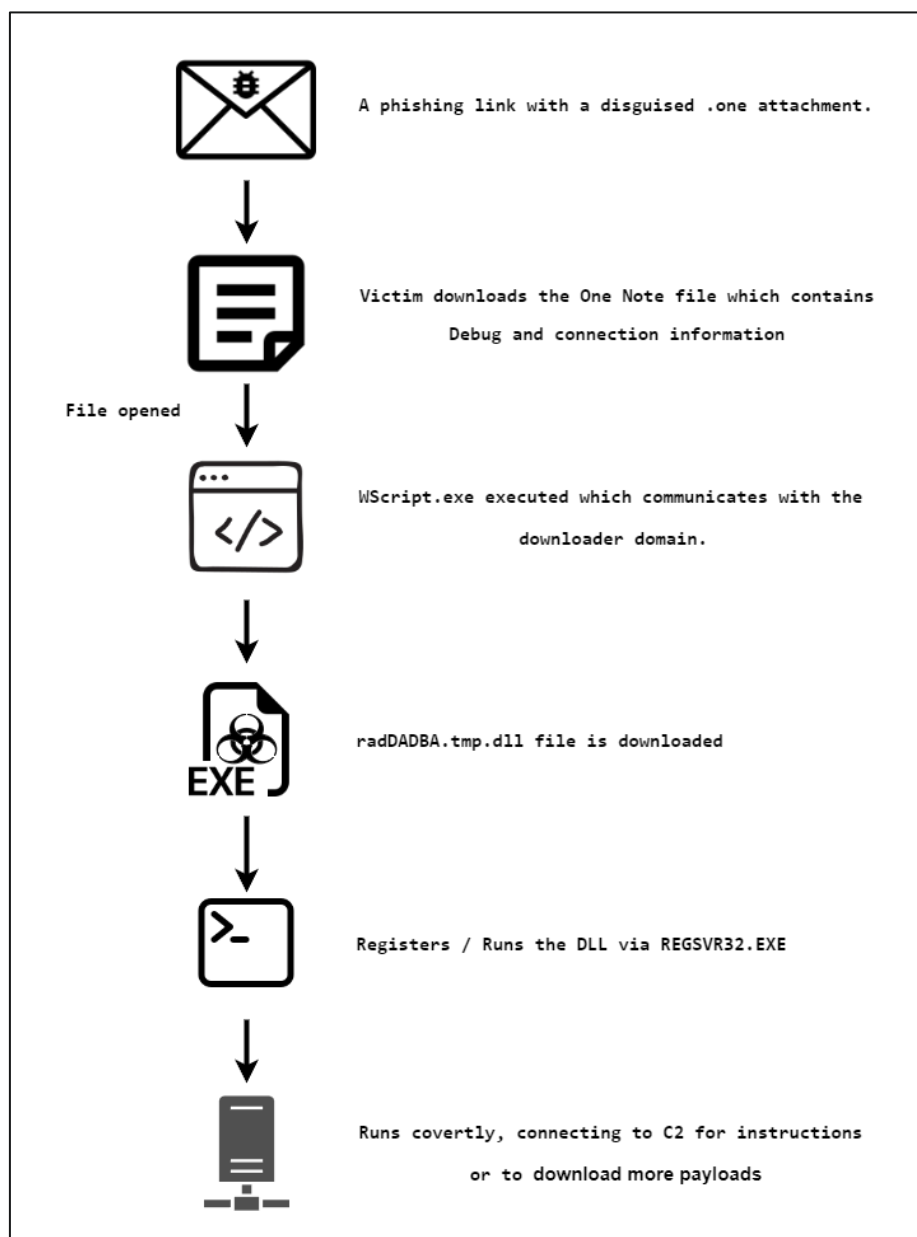 A phishing link with a disguised .one attachment.
Victim downloads the One Note file which contains
Debug and connection information
File opened
WScript.exe executed which communicates with the
downloader domain.
</>
radDADBA.tmp.dll file is downloaded
EXE
>_
Registers / Runs the DLL via REGSVR32.EXE
Runs covertly, connecting to C2 for instructions
or to download more payloads